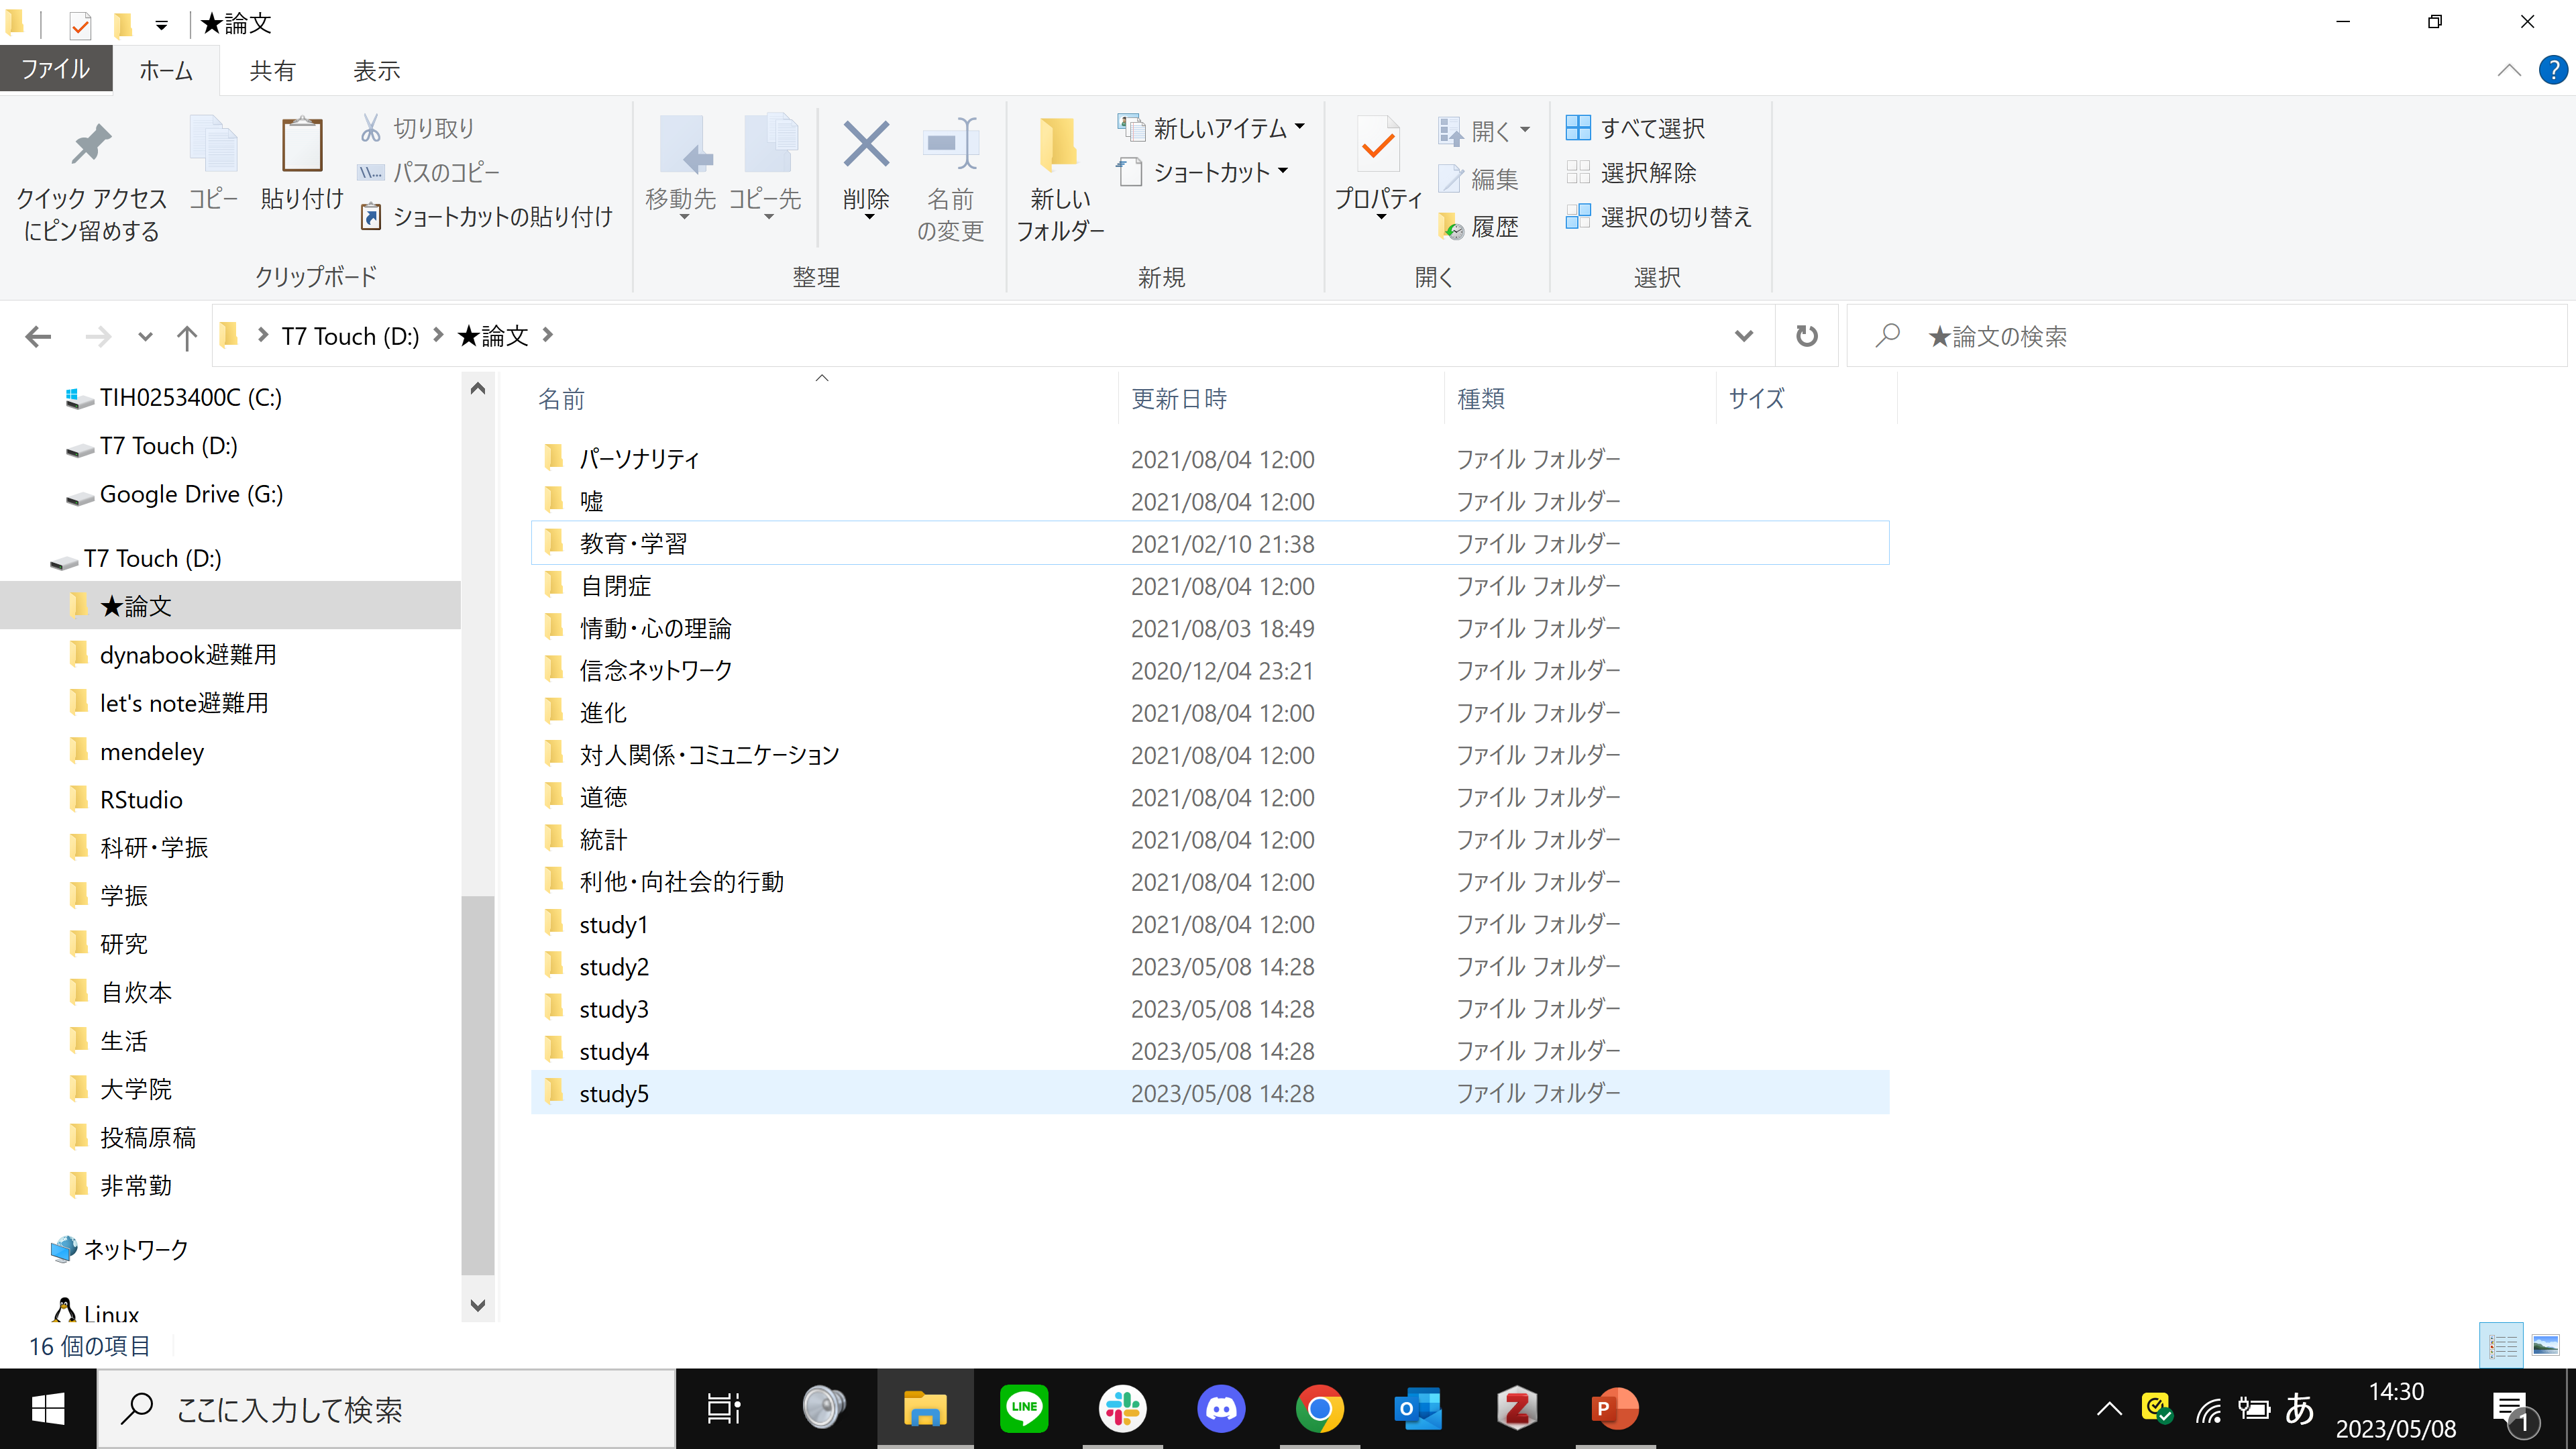 ★論文
ファイル ホーム 共有 表示
クイック アクセス
にピン留めする
コピー
貼り付け
切り取り
パスのコピー
ショートカットの貼り付け
クリップボード
移動先
コピー先
削除
名前
の変更
整理
新しい
フォルダー
新しいアイテム
ショートカット
新規
プロパティ
開く
編集
履歴
開く
すべて選択
選択解除
選択の切り替え
選択
T7 Touch (D:) ★論文
★論文の検索
TIH0253400C (C:)
T7 Touch (D:)
Google Drive (G:)
T7 Touch (D:)
★論文
dynabook避難用
let's note避難用
mendeley
RStudio
科研・学振
学振
研究
自炊本
生活
大学院
投稿原稿
非常勤
ネットワーク
Linux
名前 更新日時 種類 サイズ
パーソナリティ 2021/08/04 12:00 ファイル フォルダー
嘘 2021/08/04 12:00 ファイル フォルダー
教育・学習 2021/02/10 21:38 ファイル フォルダー
自閉症 2021/08/04 12:00 ファイル フォルダー
情動・心の理論 2021/08/03 18:49 ファイル フォルダー
信念ネットワーク 2020/12/04 23:21 ファイル フォルダー
進化 2021/08/04 12:00 ファイル フォルダー
対人関係・コミュニケーション 2021/08/04 12:00 ファイル フォルダー
道徳 2021/08/04 12:00 ファイル フォルダー
統計 2021/08/04 12:00 ファイル フォルダー
利他・向社会的行動 2021/08/04 12:00 ファイル フォルダー
study1 2021/08/04 12:00 ファイル フォルダー
study2 2023/05/08 14:28 ファイル フォルダー
study3 2023/05/08 14:28 ファイル フォルダー
study4 2023/05/08 14:28 ファイル フォルダー
study5 2023/05/08 14:28 ファイル フォルダー
16 個の項目
ここに入力して検索
LINE
あ
14:30
2023/05/08
1